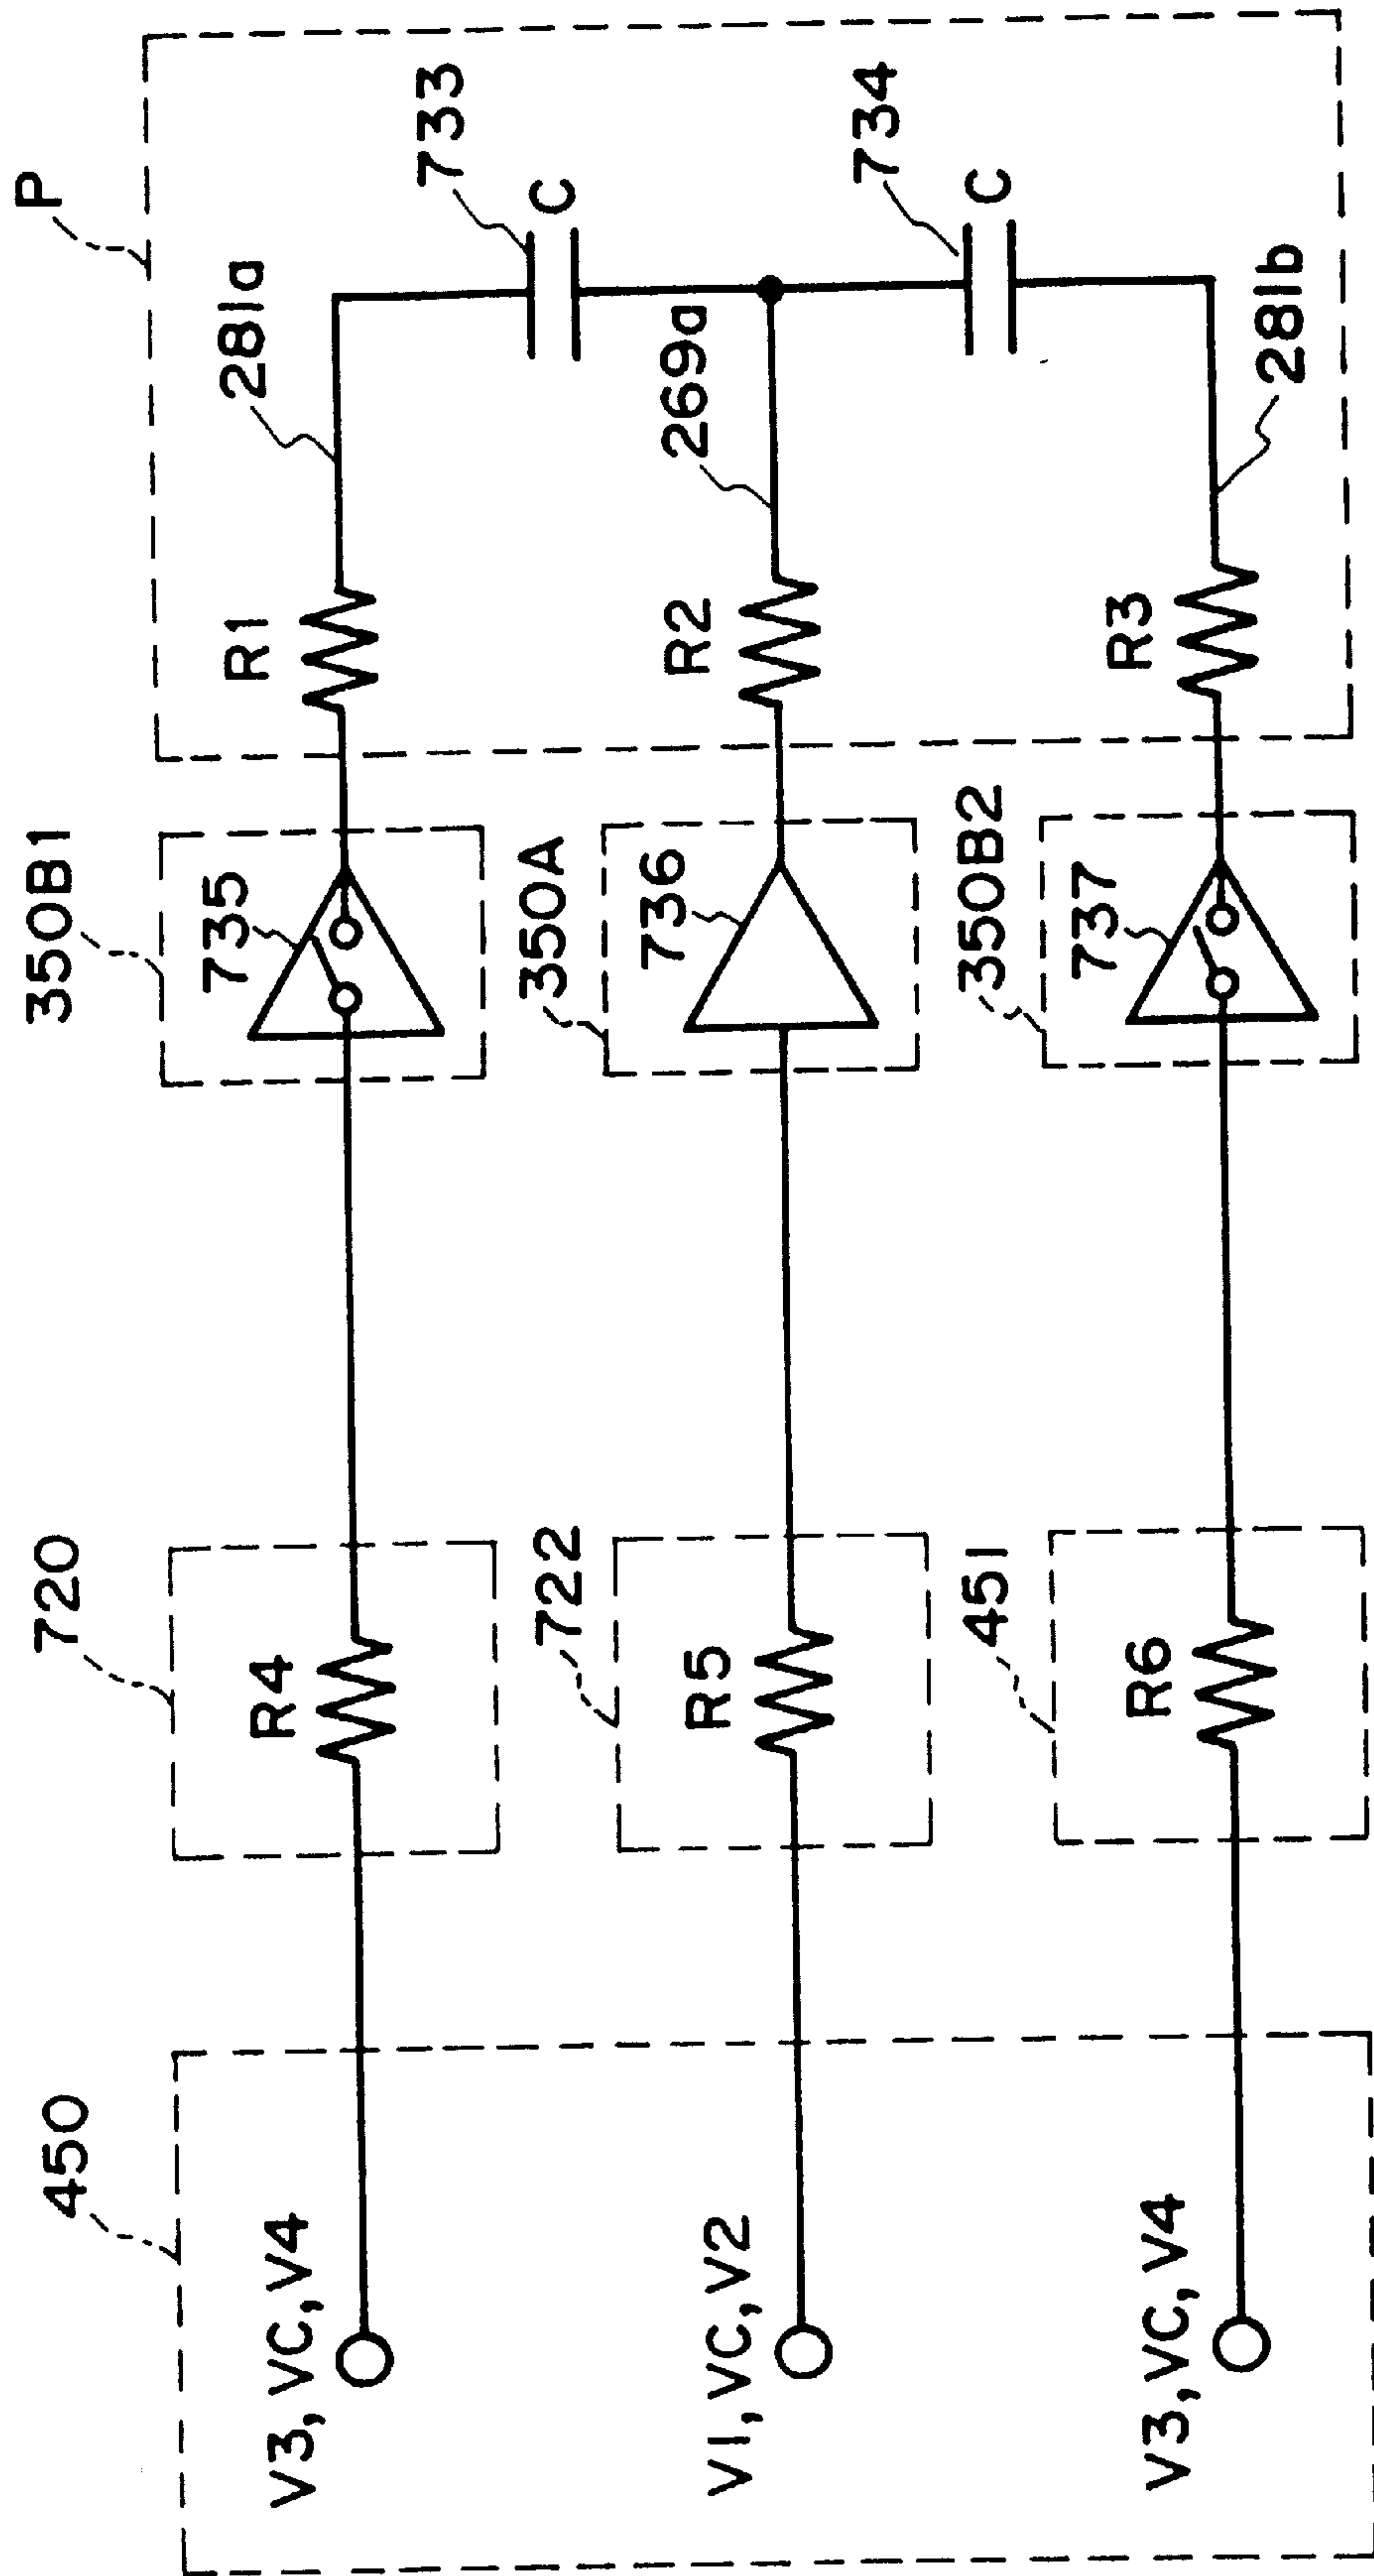 450
720
350B1
P
V3, VC, V4
R4
735
R1
281a
733
C
722
350A
V1, VC, V2
R5
736
R2
269a
734
C
451
350B2
V3, VC, V4
R6
737
R3
281b